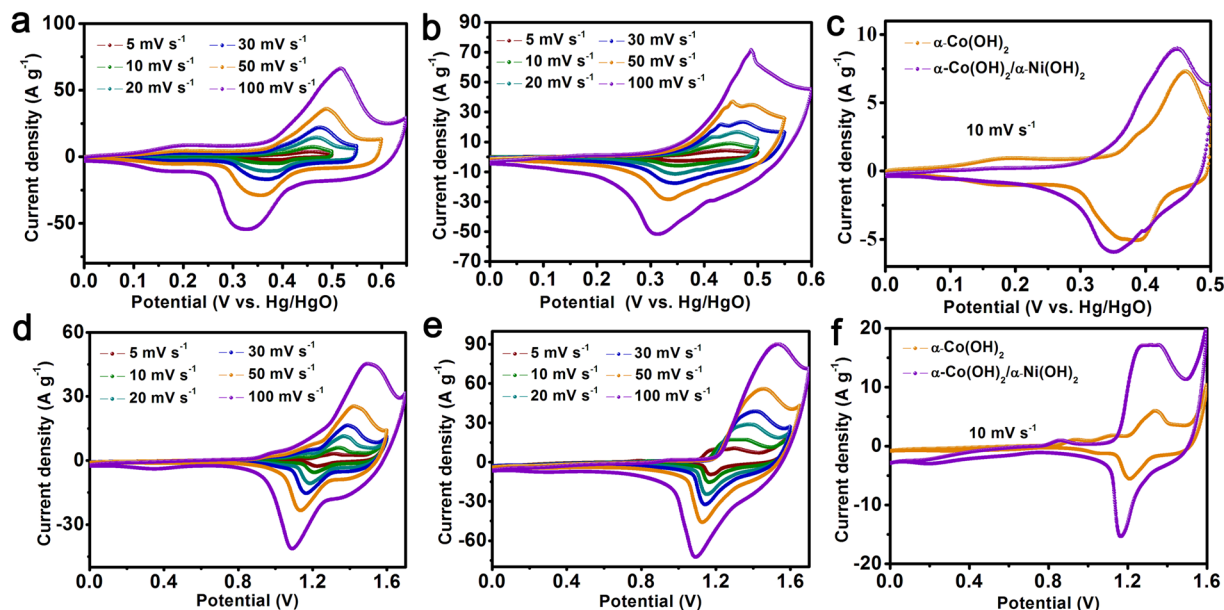 a
100
50
0
-50
5 mV s⁻¹
10 mV s⁻¹
20 mV s⁻¹
30 mV s⁻¹
50 mV s⁻¹
100 mV s⁻¹
Current density (A g⁻¹)
0.0 0.1 0.2 0.3 0.4 0.5 0.6
Potential (V vs. Hg/HgO)
b
90
70
50
30
10
-10
-30
-50
-70
5 mV s⁻¹
10 mV s⁻¹
20 mV s⁻¹
30 mV s⁻¹
50 mV s⁻¹
100 mV s⁻¹
Current density (A g⁻¹)
0.0 0.1 0.2 0.3 0.4 0.5 0.6
Potential (V vs. Hg/HgO)
c
10
5
0
-5
α-Co(OH)₂
α-Co(OH)₂/α-Ni(OH)₂
10 mV s⁻¹
Current density (A g⁻¹)
0.0 0.1 0.2 0.3 0.4 0.5
Potential (V vs. Hg/HgO)
d
60
30
0
-30
5 mV s⁻¹
10 mV s⁻¹
20 mV s⁻¹
30 mV s⁻¹
50 mV s⁻¹
100 mV s⁻¹
Current density (A g⁻¹)
0.0 0.4 0.8 1.2 1.6
Potential (V)
e
90
60
30
0
-30
-60
5 mV s⁻¹
10 mV s⁻¹
20 mV s⁻¹
30 mV s⁻¹
50 mV s⁻¹
100 mV s⁻¹
Current density (A g⁻¹)
0.0 0.4 0.8 1.2 1.6
Potential (V)
f
20
10
0
-10
-20
α-Co(OH)₂
α-Co(OH)₂/α-Ni(OH)₂
10 mV s⁻¹
Current density (A g⁻¹)
0.0 0.4 0.8 1.2 1.6
Potential (V)